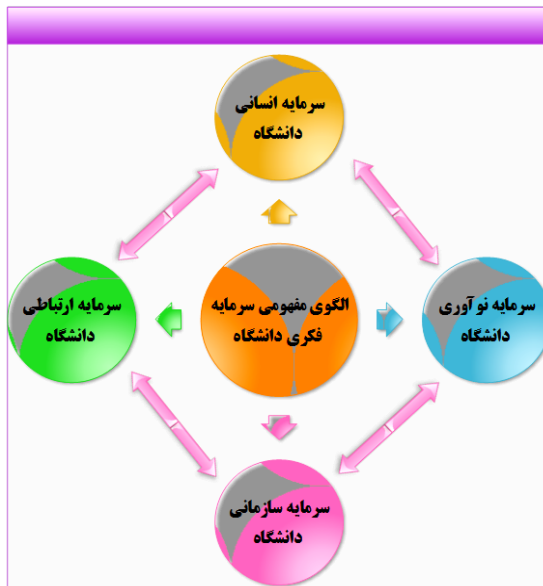 سرمایه انسانی
دانشگاه
سرمایه نوآوری
دانشگاه
الگوی مفهومی سرمایه
فکری دانشگاه
سرمایه ارتباطی
دانشگاه
سرمایه سازمانی
دانشگاه